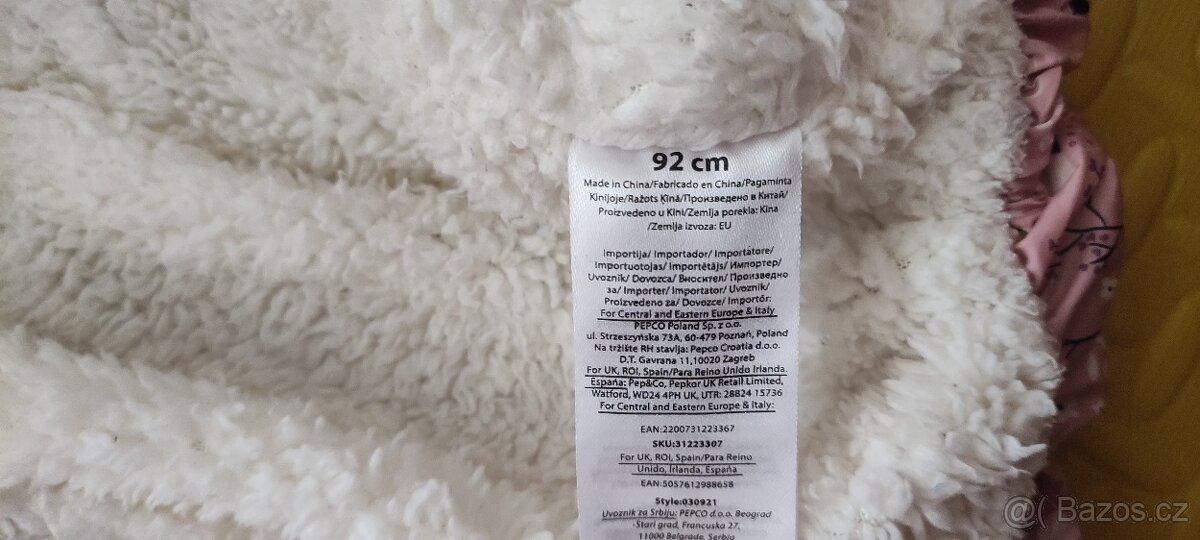 92 cm
Made in China/Fabricado en China/Pagaminta
Kinijoje/Ražots Ķīnā/Произведено в Китай/
Proizvedeno u Kini/Zemlja porekla: Kina
/Zemlja izvoza: EU
Importija/ Importador/ Importatore/
Importuotojas/ Importētājs/ Импортер/
Uvoznik/ Dovozca/ Вносител/ Произведено
за/ Importer/ Importator/ Uvoznik/
Proizvedeno za/ Dovozce/ Importőr:
For Central and Eastern Europe & Italy
PEPCO Poland Sp. z o.o.
ul. Strzeszyńska 73A, 60-479 Poznań, Poland
Na tržište RH stavlja: Pepco Croatia d.o.o.
D.T. Gavrana 11,10020 Zagreb
For UK, ROI, Spain/Para Reino Unido Irlanda.
España: Pep&Co, Pepkor UK Retail Limited,
Watford, WD24 4PH UK, UTR: 28824 15736
For Central and Eastern Europe & Italy:
EAN:2200731223367
SKU:31223307
For UK, ROI, Spain/Para Reino
Unido, Irlanda, España
EAN:5057612988658
Style:030921
Uvoznik za Srbiju: PEPCO d.o.o. Beograd
-Stari grad, Francuska 27,
11000 Belgrade, Serbia
@( Bazos.cz